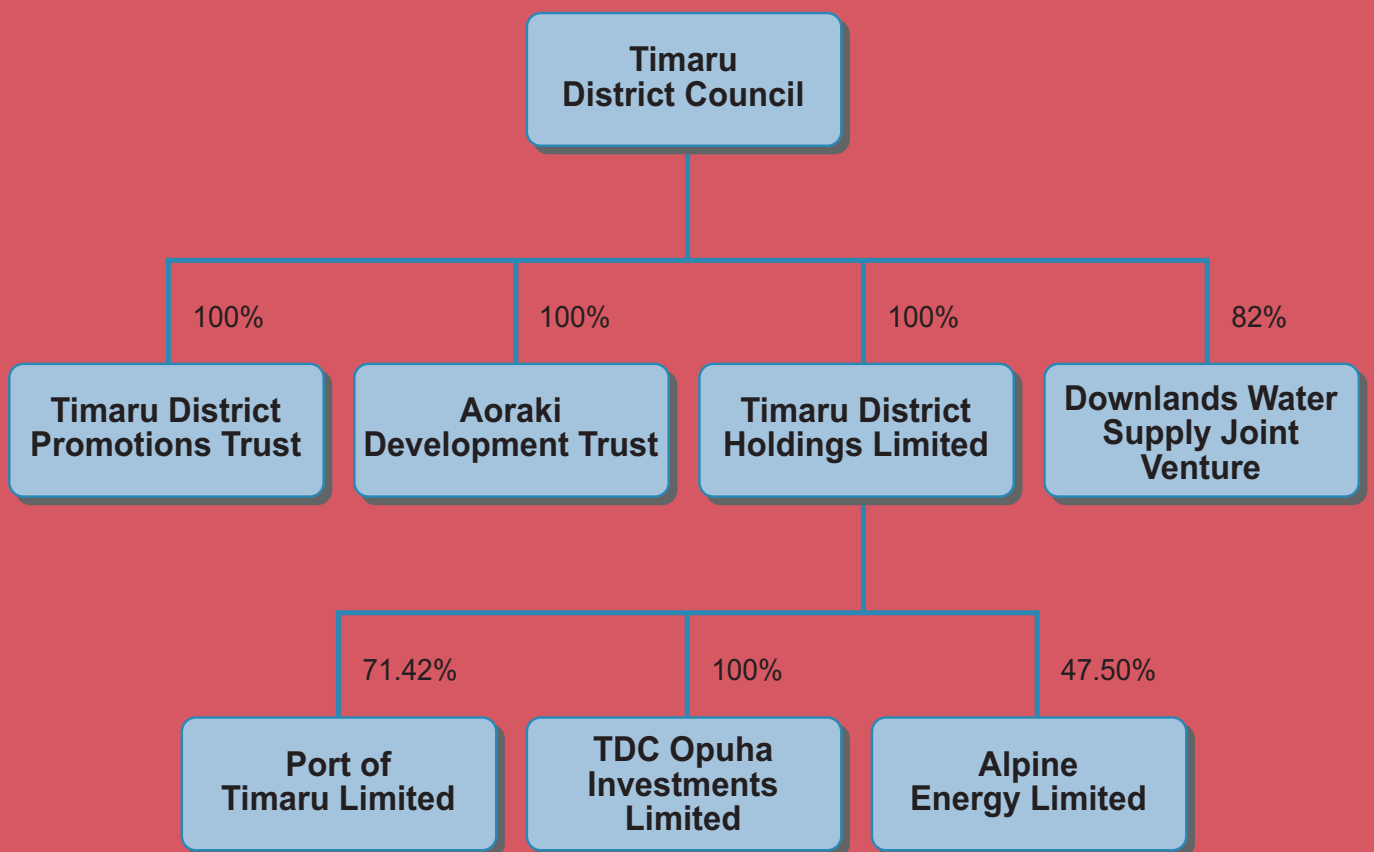 Timaru
District Council
100%
100%
100%
82%
Timaru District
Promotions Trust
Aoraki
Development Trust
Timaru District
Holdings Limited
Downlands Water
Supply Joint
Venture
71.42%
100%
47.50%
Port of
Timaru Limited
TDC Opuha
Investments
Limited
Alpine
Energy Limited